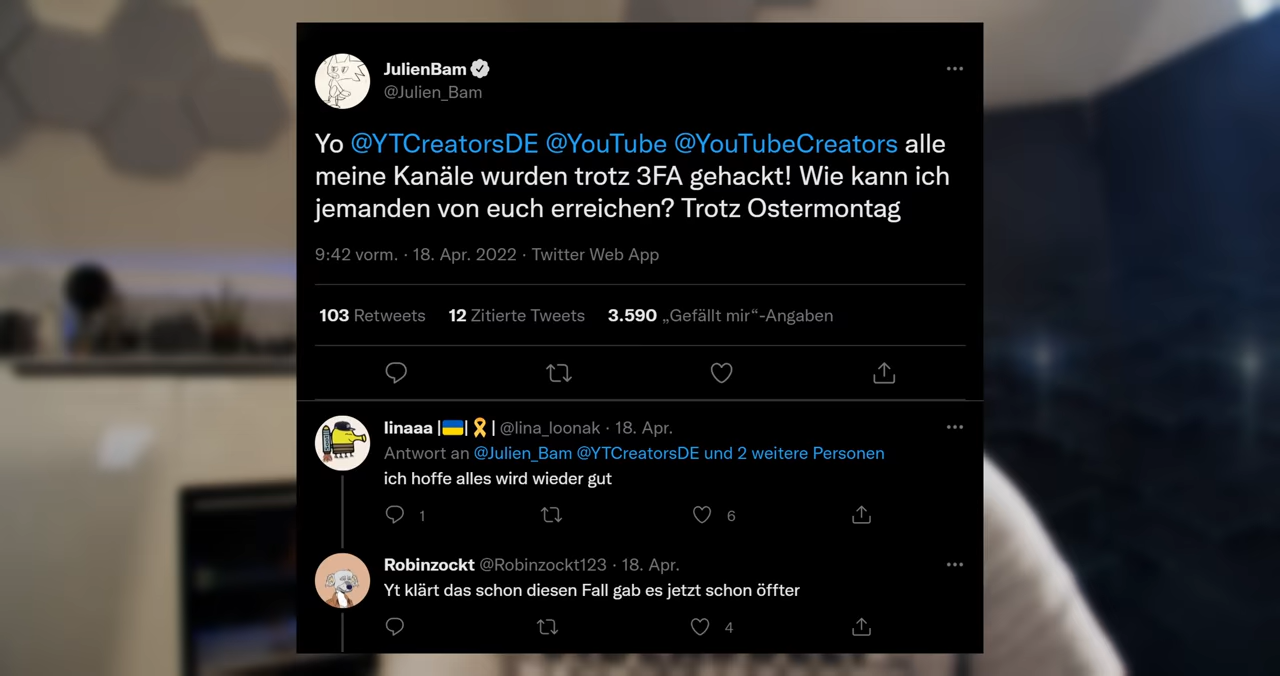 JulienBam
@Julien_Bam
Yo @YTCreatorsDE @YouTube @YouTubeCreators alle
meine Kanäle wurden trotz 3FA gehackt! Wie kann ich
jemanden von euch erreichen? Trotz Ostermontag
9:42 vorm. · 18. Apr. 2022 · Twitter Web App
103 Retweets 12 Zitierte Tweets 3.590 „Gefällt mir“-Angaben
linaaa |🇺🇦| 🎗️ | @lina_loonak · 18. Apr.
Antwort an @Julien_Bam @YTCreatorsDE und 2 weitere Personen
ich hoffe alles wird wieder gut
1 6
Robinzockt @Robinzockt123 · 18. Apr.
Yt klärt das schon diesen Fall gab es jetzt schon öffter
4